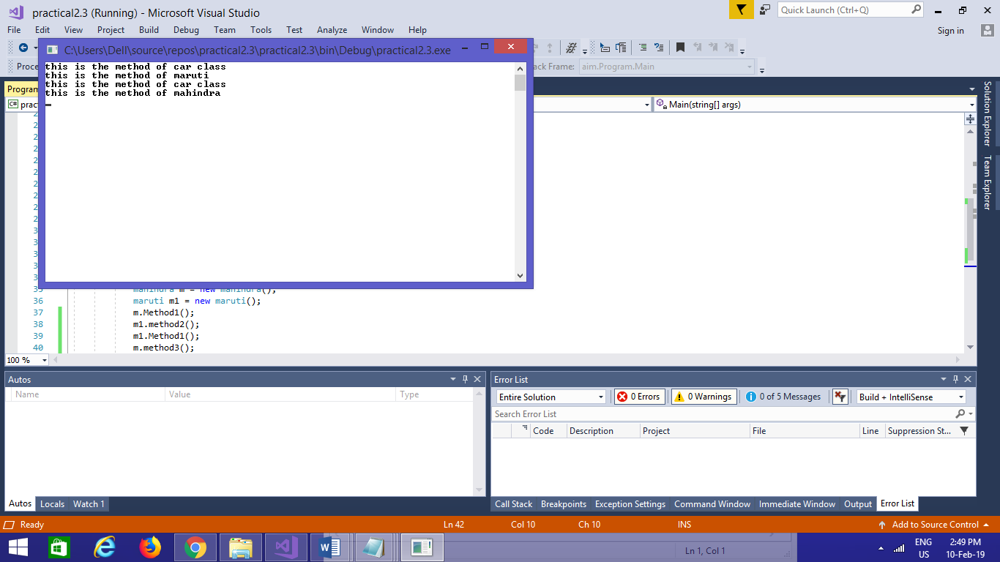 practical2.3 (Running) - Microsoft Visual Studio
Quick Launch (Ctrl+Q)
File Edit View Project Build Debug Team Tools Test Analyze Window Help
Sign in
C:\Users\Dell\source\repos\practical2.3\practical2.3\bin\Debug\practical2.3.exe
this is the method of car class
this is the method of maruti
this is the method of car class
this is the method of mahindra
Proce
ack Frame: aim.Program.Main
Program
C# prac
Main(string[] args)
Solution Explorer
Team Explorer
35 mahindra m = new mahindra();
36 maruti m1 = new maruti();
37 m.Method1();
38 m1.method2();
39 m1.Method1();
40 m.method3();
100 %
Autos
Name Value Type
Autos Locals Watch 1
Error List
Entire Solution 0 Errors 0 Warnings 0 of 5 Messages Build + IntelliSense
Search Error List
Code Description Project File Line Suppression St...
Call Stack Breakpoints Exception Settings Command Window Immediate Window Output Error List
Ready Ln 42 Col 10 Ch 10 INS Add to Source Control
Ln 1, Col 1
ENG
US
2:49 PM
10-Feb-19